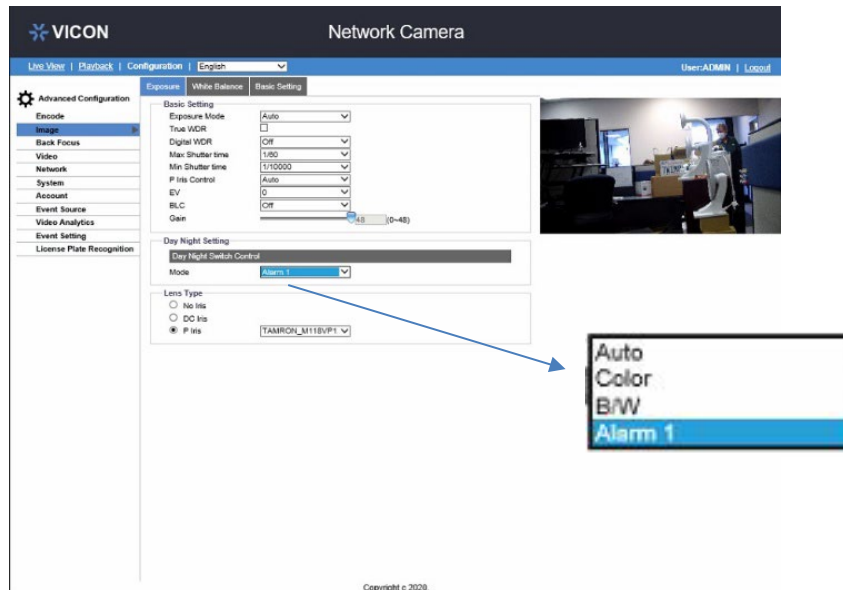 VICON
Network Camera
Live View | Playback | Configuration | English
User:ADMIN | Logout
Exposure White Balance Basic Setting
Advanced Configuration
Encode
Image
Back Focus
Video
Network
System
Account
Event Source
Video Analytics
Event Setting
License Plate Recognition
Basic Setting
Exposure Mode Auto
True WDR
Digital WDR Off
Max Shutter time 1/60
Min Shutter time 1/10000
P Iris Control Auto
EV 0
BLC Off
Gain 48 (0~48)
Day Night Setting
Day Night Switch Control
Mode Alarm 1
Lens Type
No Iris
DC Iris
P Iris TAMRON_M118VP1
Auto
Color
B/W
Alarm 1
Copyright c 2020.